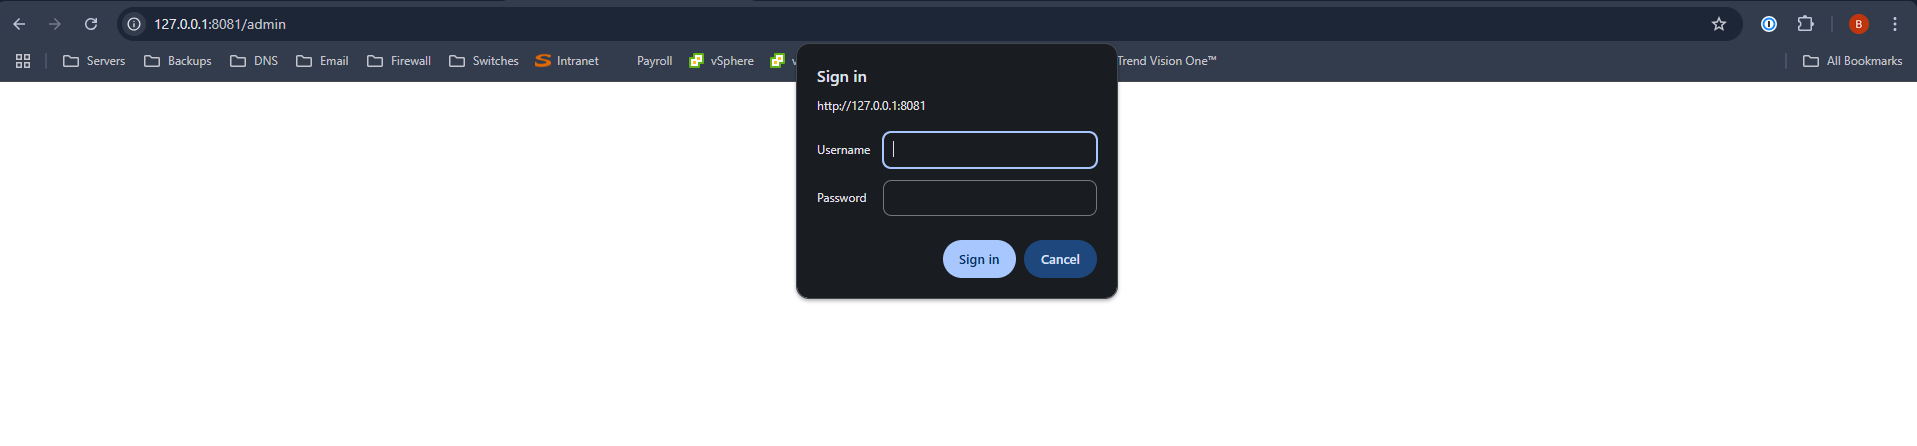 127.0.0.1:8081/admin
B
Servers Backups DNS Email Firewall Switches Intranet Payroll vSphere v Trend Vision One™ All Bookmarks
Sign in
http://127.0.0.1:8081
Username
Password
Sign in Cancel